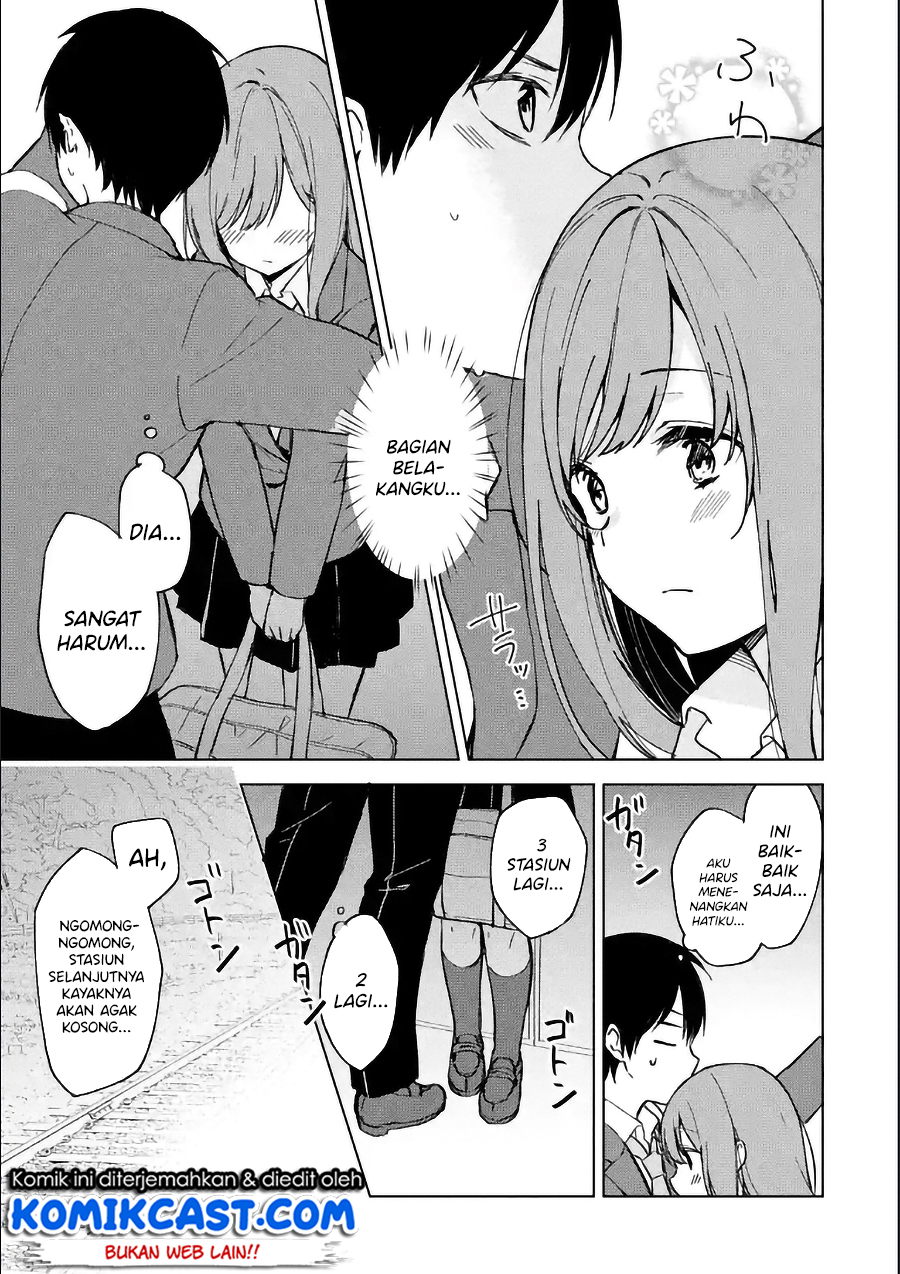 ふわ
サラッ…
BAGIAN
BELA-
KANGKU...
DIA...
SANGAT
HARUM...
INI
BAIK-
BAIK
SAJA...
AKU
HARUS
MENE-
NANGKAN
HATIKU...
ガタン
ゴトン
3
STASIUN
LAGI...
2
LAGI...
ガタン
ゴトン
AH,
NGOMONG-
NGOMONG,
STASIUN
SELANJUTNYA
KAYAKNYA
AKAN AGAK
KOSONG...
Komik ini diterjemahkan & diedit oleh
KOMIKCAST.COM
BUKAN WEB LAIN!!